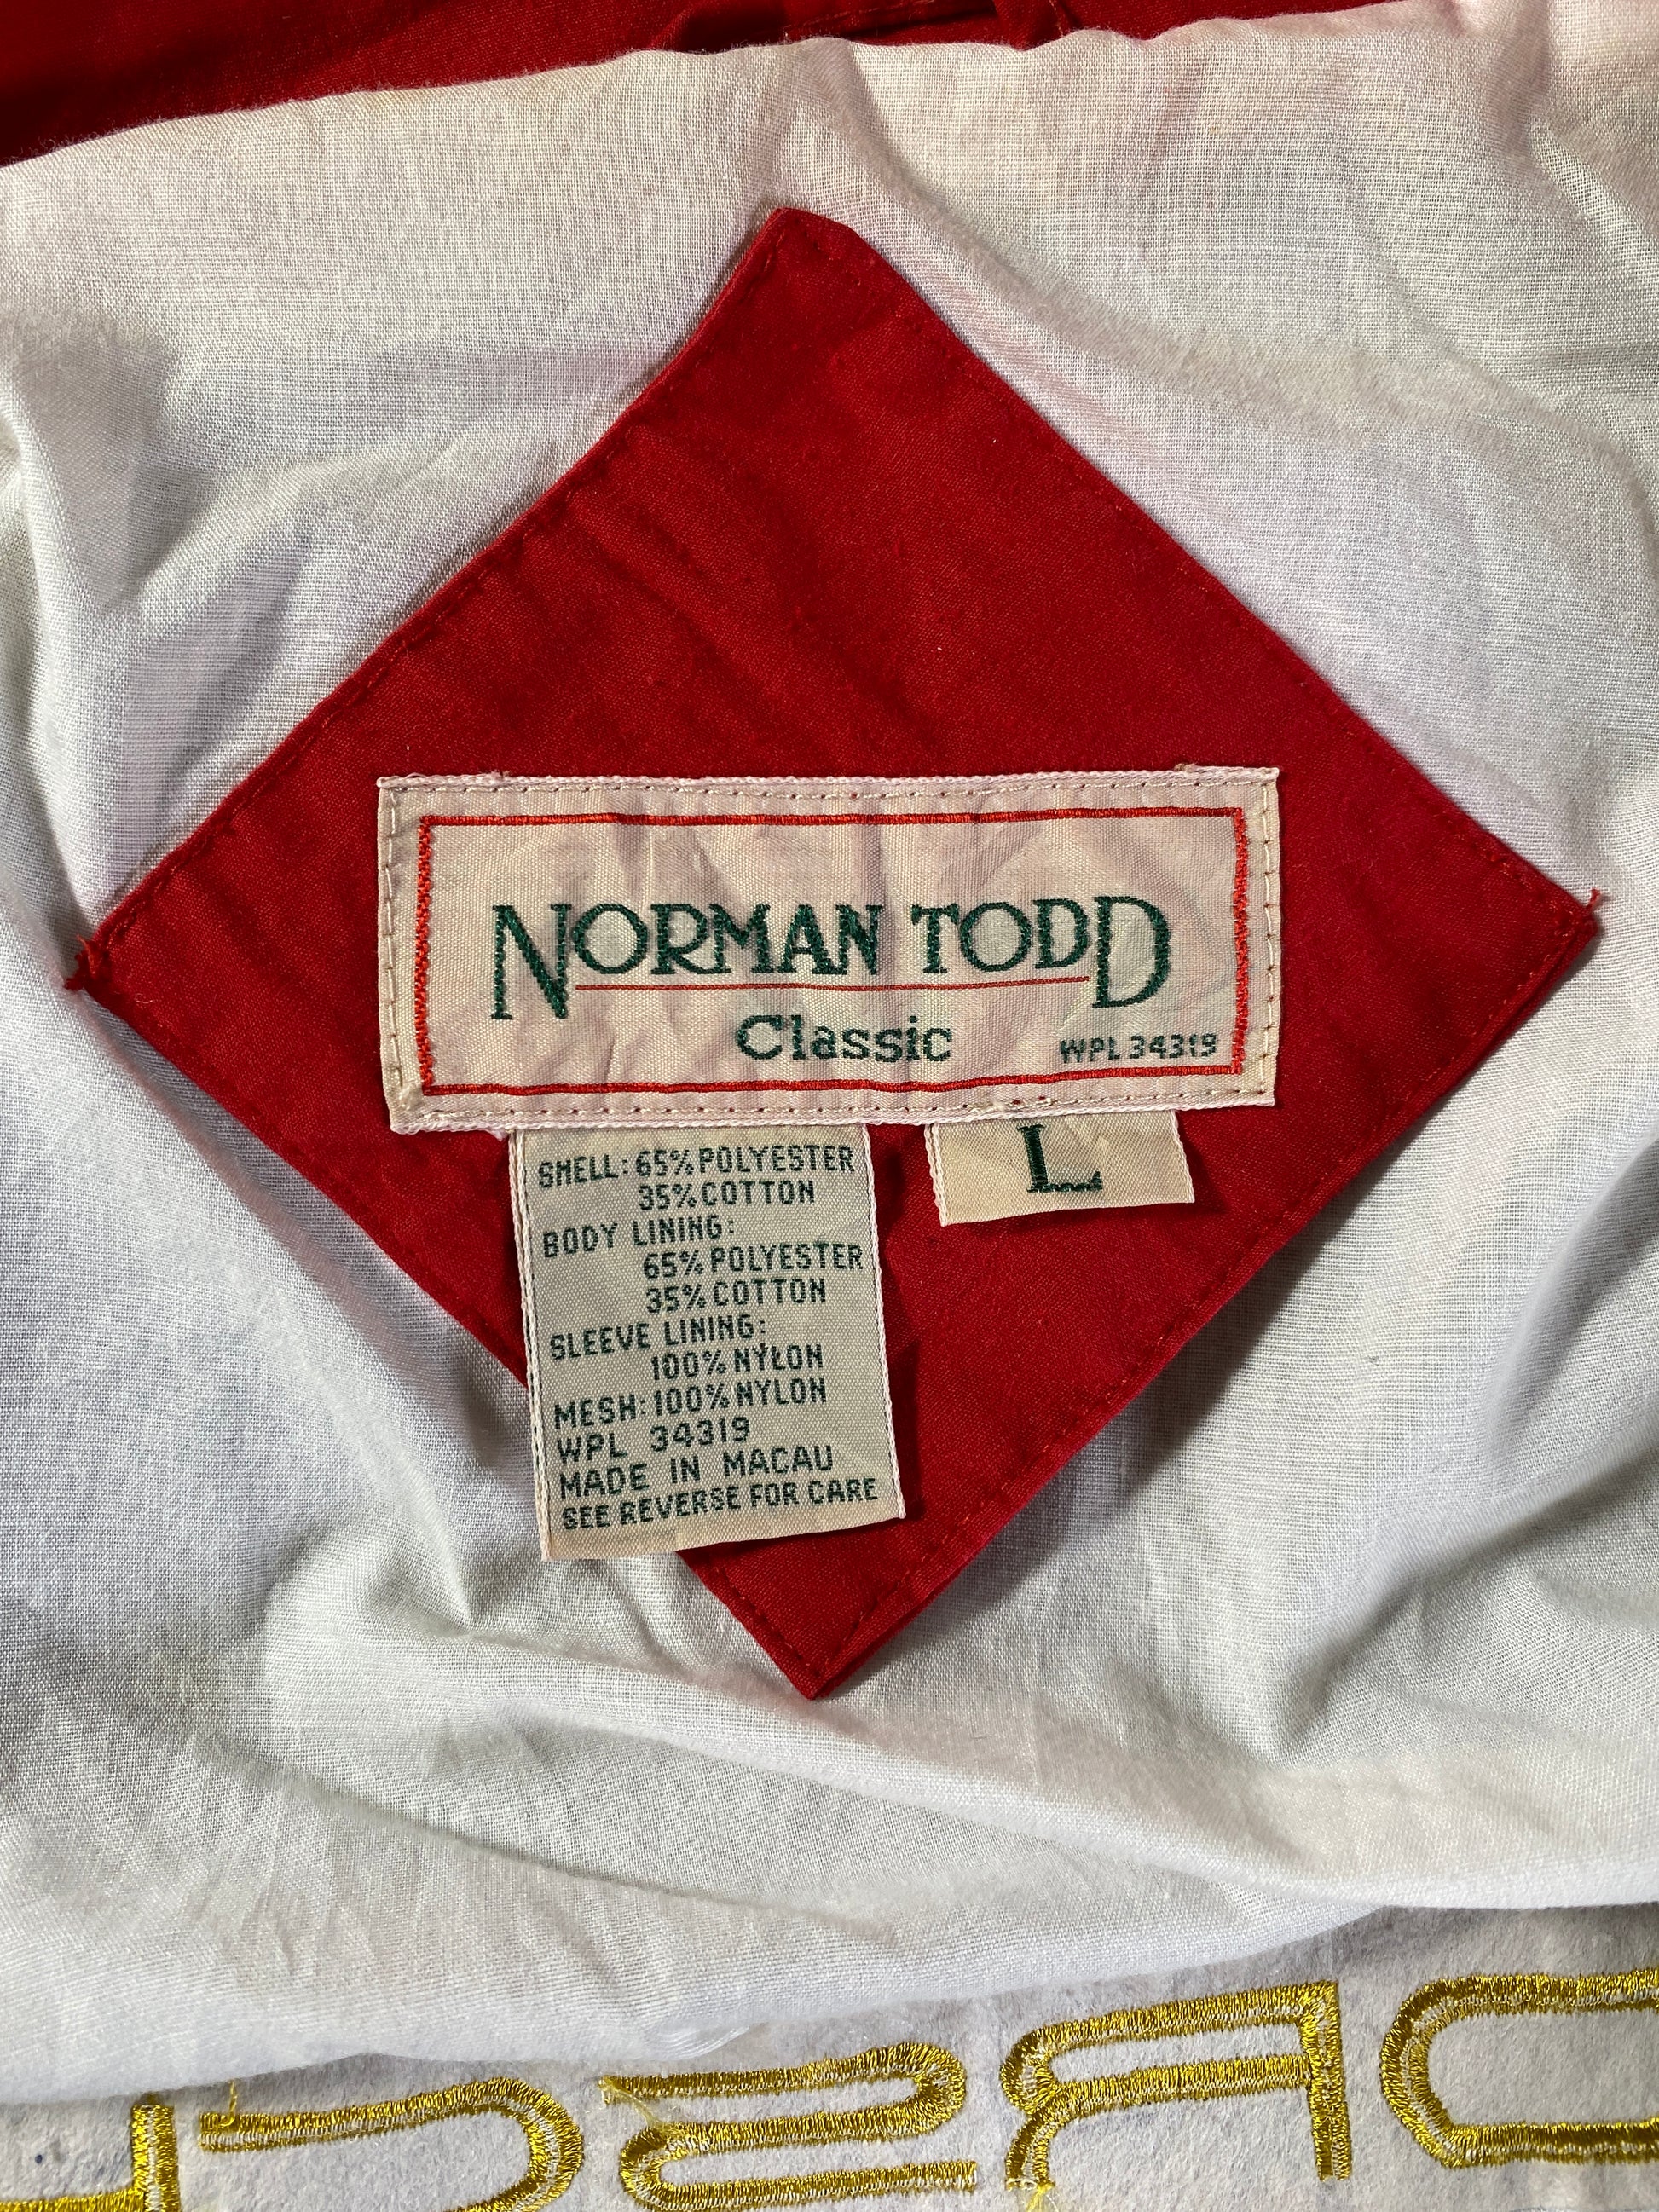 NORMAN TODD
Classic WPL 34319
L
SHELL: 65% POLYESTER
35% COTTON
BODY LINING:
65% POLYESTER
35% COTTON
SLEEVE LINING:
100% NYLON
MESH: 100% NYLON
WPL 34319
MADE IN MACAU
SEE REVERSE FOR CARE